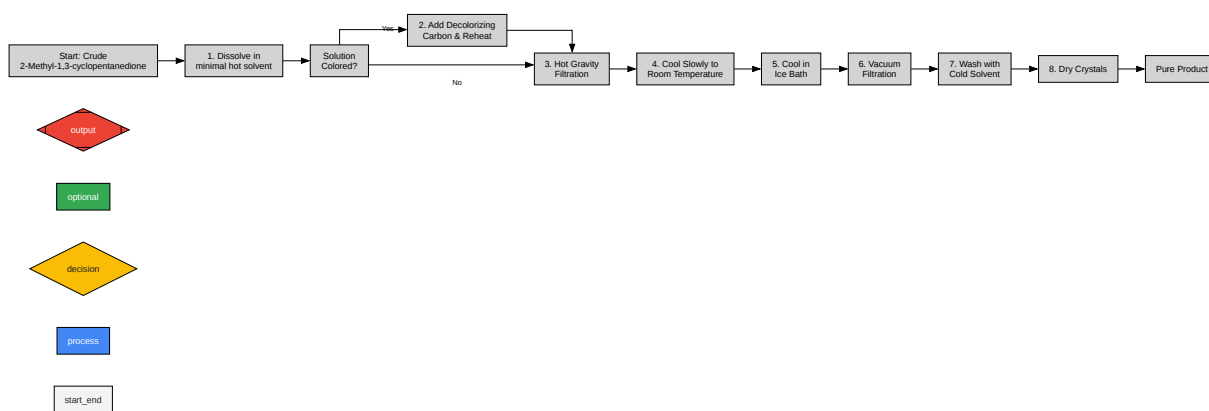 Start: Crude
2-Methyl-1,3-cyclopentanedione
1. Dissolve in
minimal hot solvent
Solution
Colored?
Yes
2. Add Decolorizing
Carbon & Reheat
No
3. Hot Gravity
Filtration
4. Cool Slowly to
Room Temperature
5. Cool in
Ice Bath
6. Vacuum
Filtration
7. Wash with
Cold Solvent
8. Dry Crystals
Pure Product
output
optional
decision
process
start_end